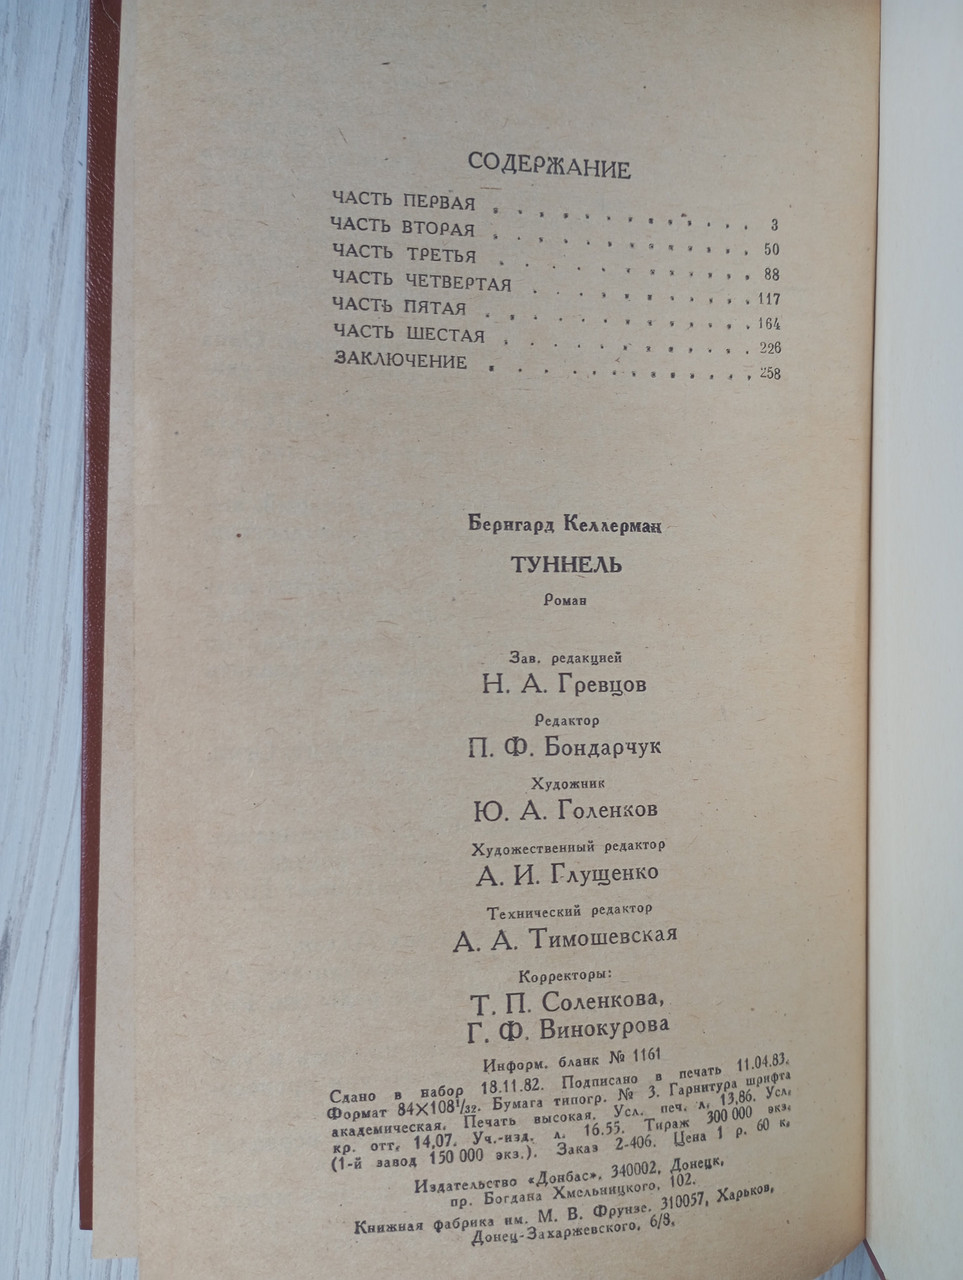 СОДЕРЖАНИЕ
ЧАСТЬ ПЕРВАЯ . . . . . . . . . . . . 3
ЧАСТЬ ВТОРАЯ . . . . . . . . . . . . 50
ЧАСТЬ ТРЕТЬЯ . . . . . . . . . . . . 88
ЧАСТЬ ЧЕТВЕРТАЯ . . . . . . . . . . 117
ЧАСТЬ ПЯТАЯ . . . . . . . . . . . . 164
ЧАСТЬ ШЕСТАЯ . . . . . . . . . . . . 226
ЗАКЛЮЧЕНИЕ . . . . . . . . . . . . 258
Бернгард Келлерман
ТУННЕЛЬ
Роман
Зав. редакцией
Н. А. Гревцов
Редактор
П. Ф. Бондарчук
Художник
Ю. А. Голенков
Художественный редактор
А. И. Глущенко
Технический редактор
А. А. Тимошевская
Корректоры:
Т. П. Соленкова,
Г. Ф. Винокурова
Информ. бланк № 1161
Сдано в набор 18.11.82. Подписано в печать 11.04.83.
Формат 84×108¹/₃₂. Бумага типогр. № 3. Гарнитура шрифта
академическая. Печать высокая. Усл. печ. л. 13,86. Усл.
кр. отт. 14,07. Уч.-изд. л. 16.55. Тираж 300 000 экз.
(1-й завод 150 000 экз.). Заказ 2-406. Цена 1 р. 60 к.
Издательство «Донбас», 340002, Донецк,
пр. Богдана Хмельницкого, 102.
Книжная фабрика им. М. В. Фрунзе. 310057, Харьков,
Донец-Захаржевского, 6/8.